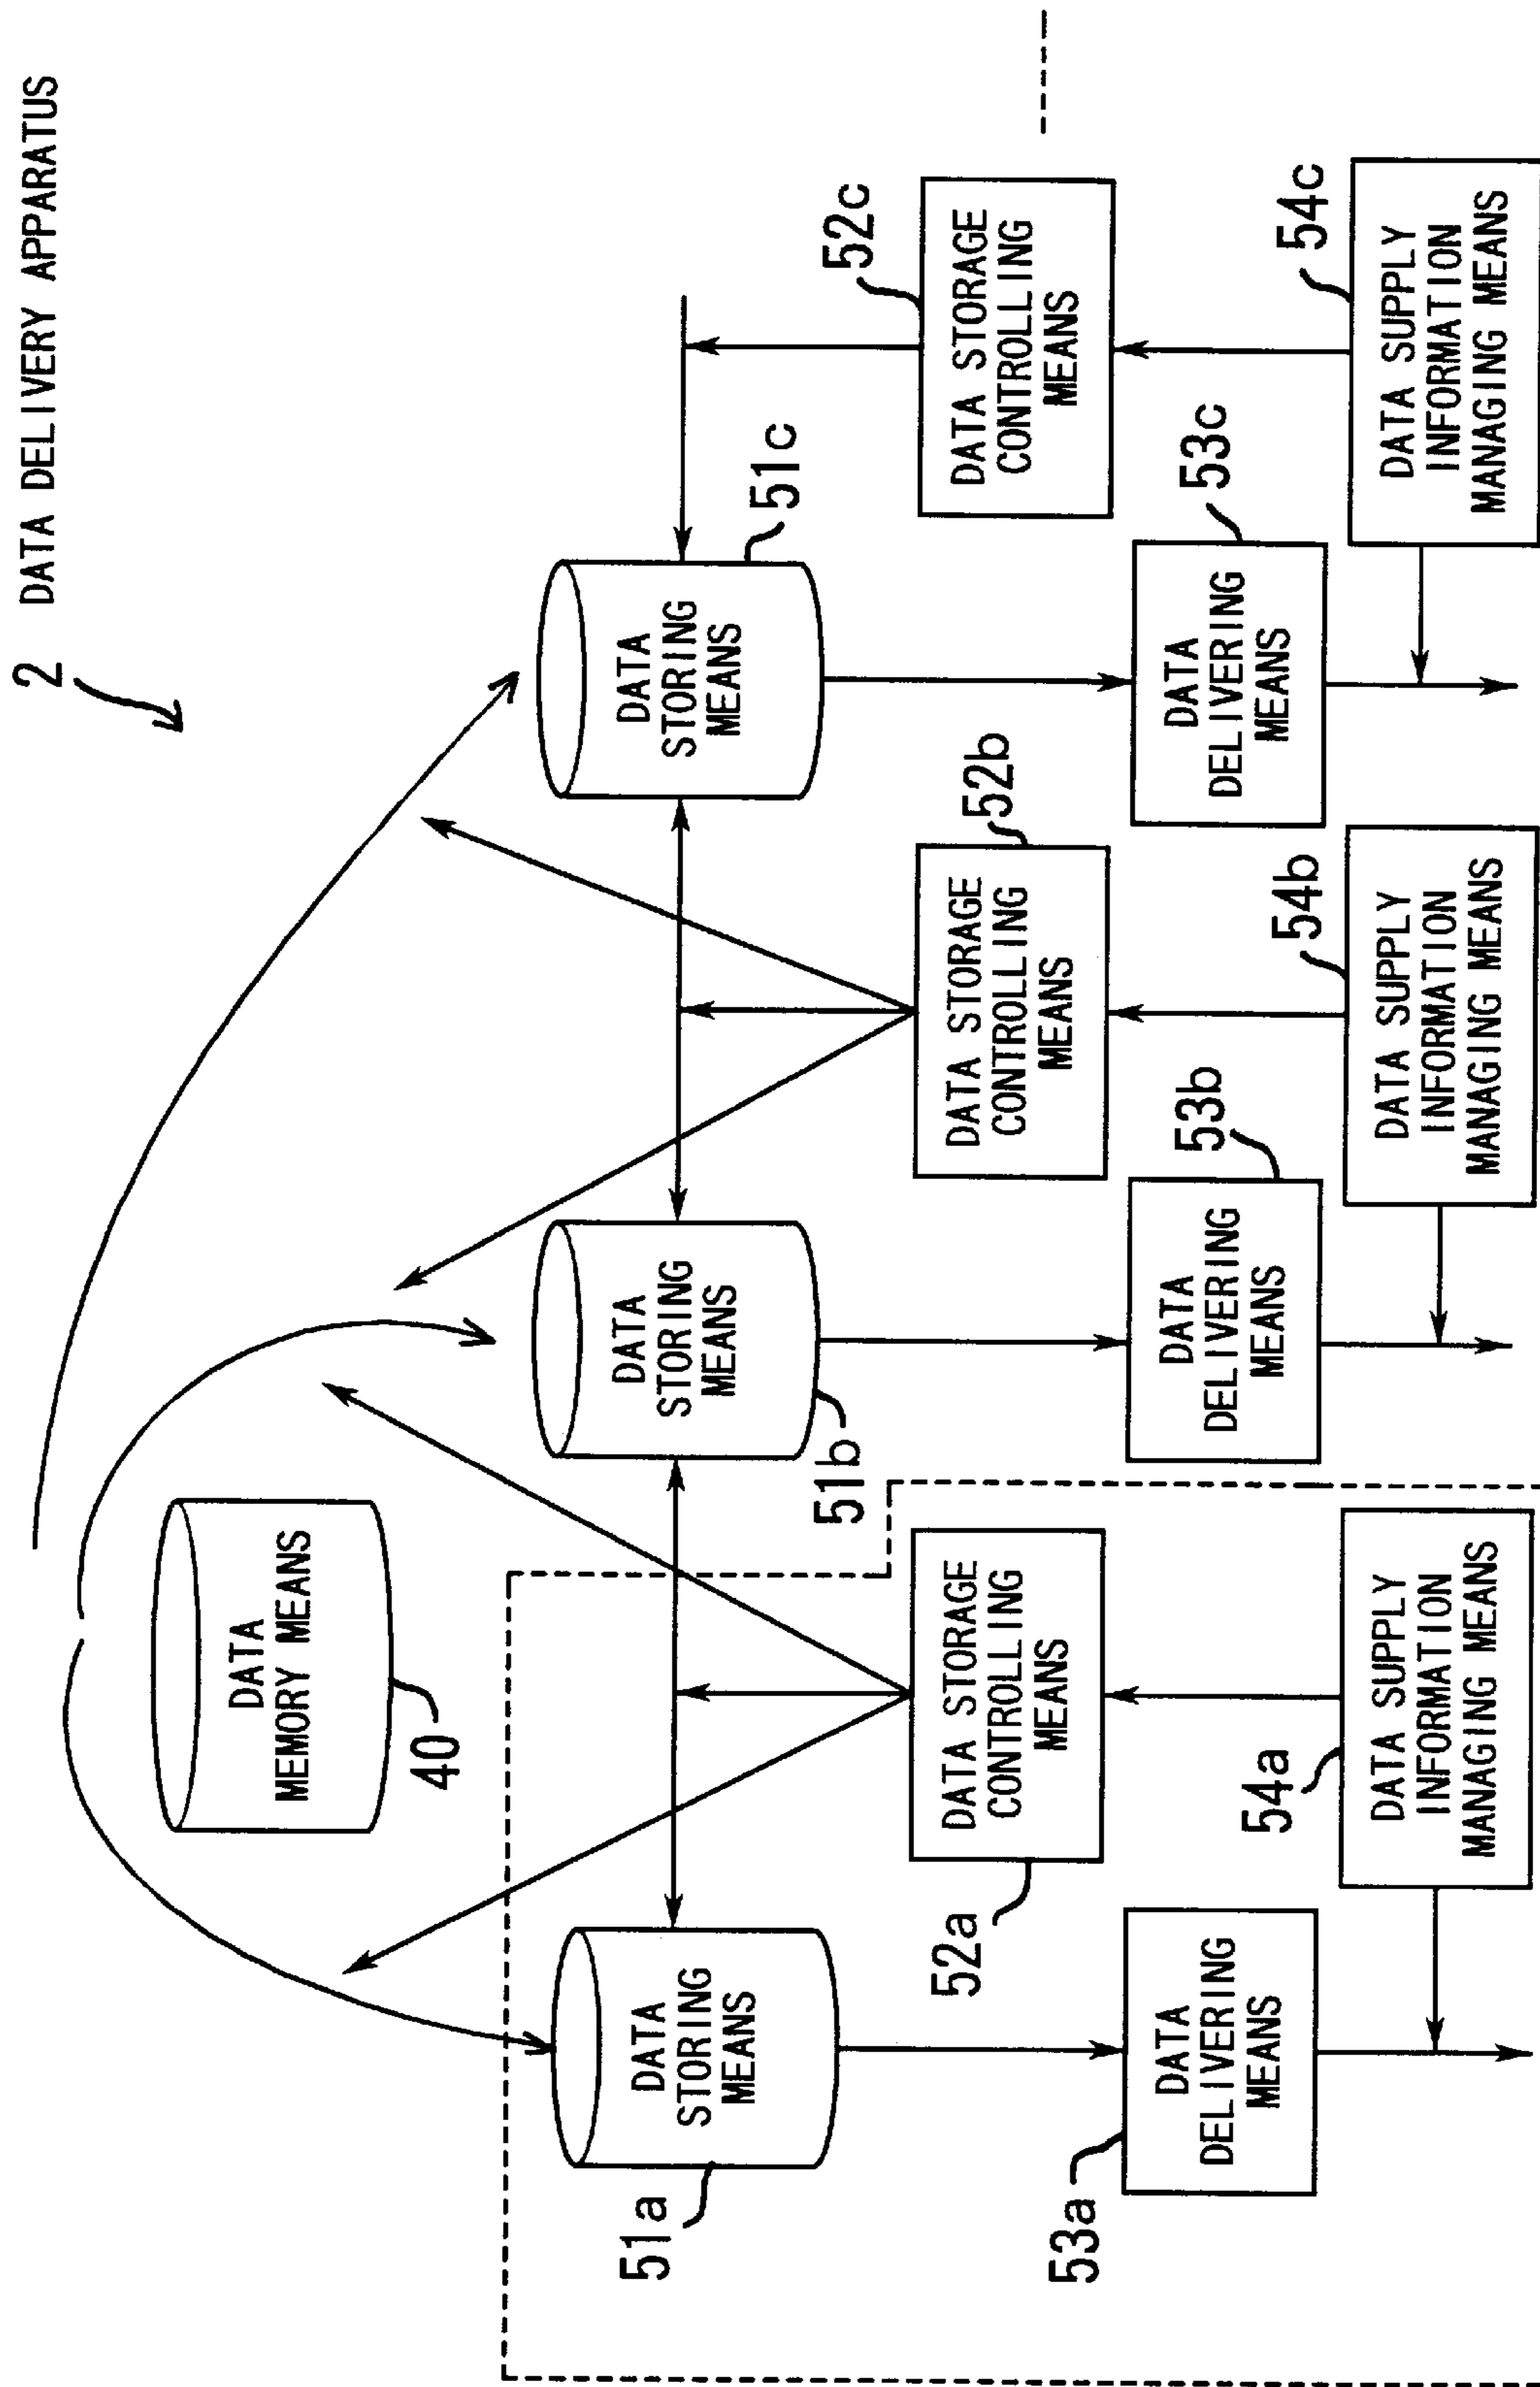 2 DATA DELIVERY APPARATUS
DATA
MEMORY MEANS
40
DATA
STORING
MEANS
51a
DATA
STORING
MEANS
51b
DATA
STORING
MEANS
51c
DATA STORAGE
CONTROLLING
MEANS
52a
DATA STORAGE
CONTROLLING
MEANS
52b
DATA STORAGE
CONTROLLING
MEANS
52c
DATA
DELIVERING
MEANS
53a
DATA
DELIVERING
MEANS
53b
DATA
DELIVERING
MEANS
53c
DATA SUPPLY
INFORMATION
MANAGING MEANS
54a
DATA SUPPLY
INFORMATION
MANAGING MEANS
54b
DATA SUPPLY
INFORMATION
MANAGING MEANS
54c